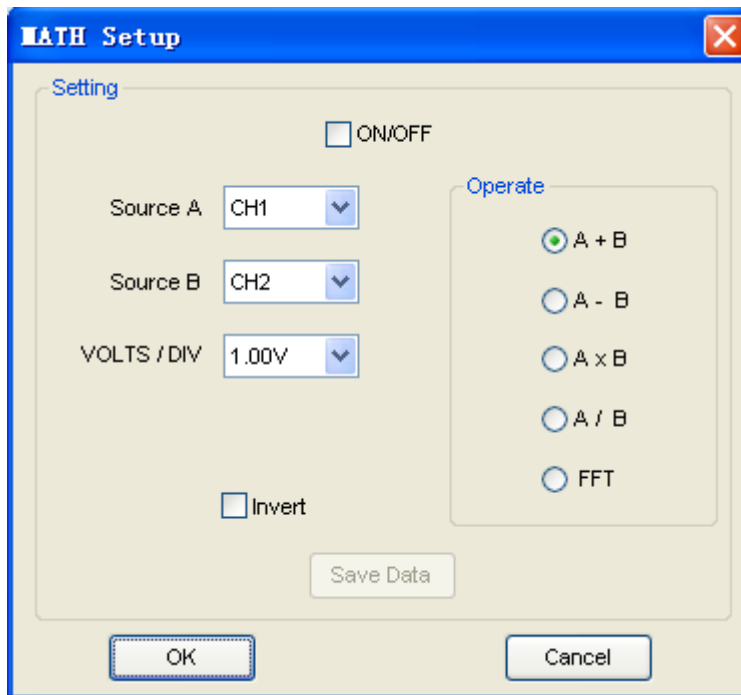 MATH Setup
Setting
ON/OFF
Source A CH1
Source B CH2
VOLTS / DIV 1.00V
Operate
A + B
A - B
A x B
A / B
FFT
Invert
Save Data
OK Cancel